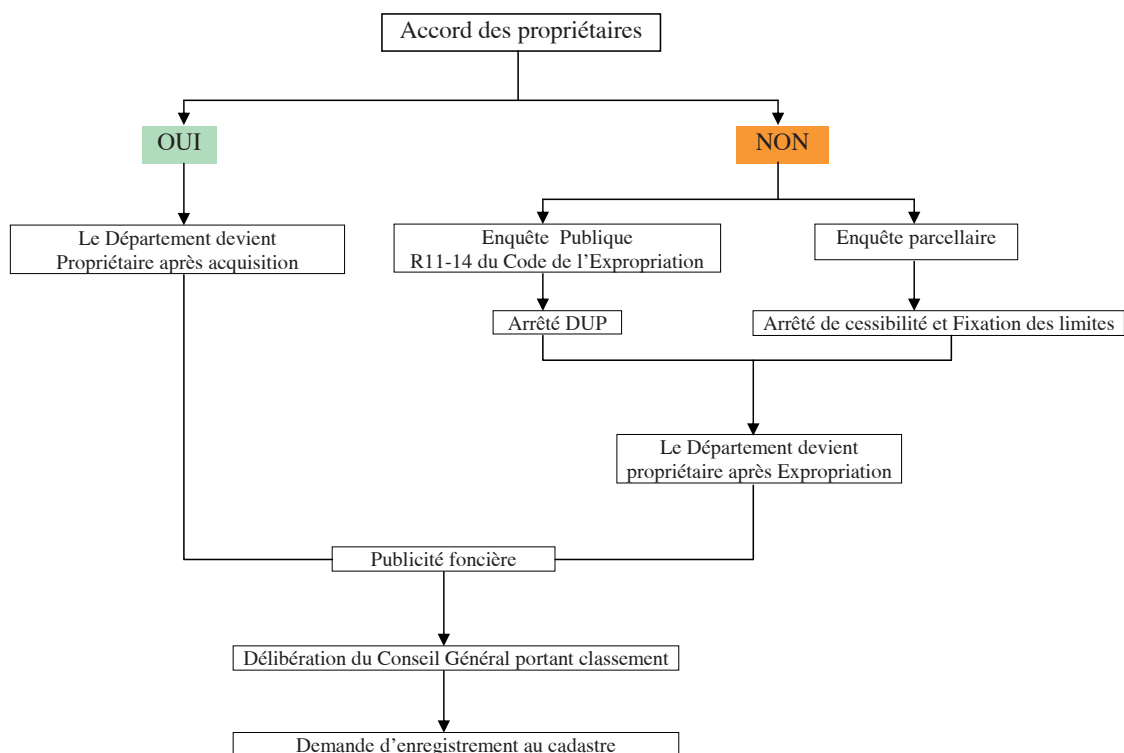 Accord des propriétaires
OUI
NON
Le Département devient
Propriétaire après acquisition
Enquête Publique
R11-14 du Code de l’Expropriation
Enquête parcellaire
Arrêté DUP
Arrêté de cessibilité et Fixation des limites
Le Département devient
propriétaire après Expropriation
Publicité foncière
Délibération du Conseil Général portant classement
Demande d’enregistrement au cadastre